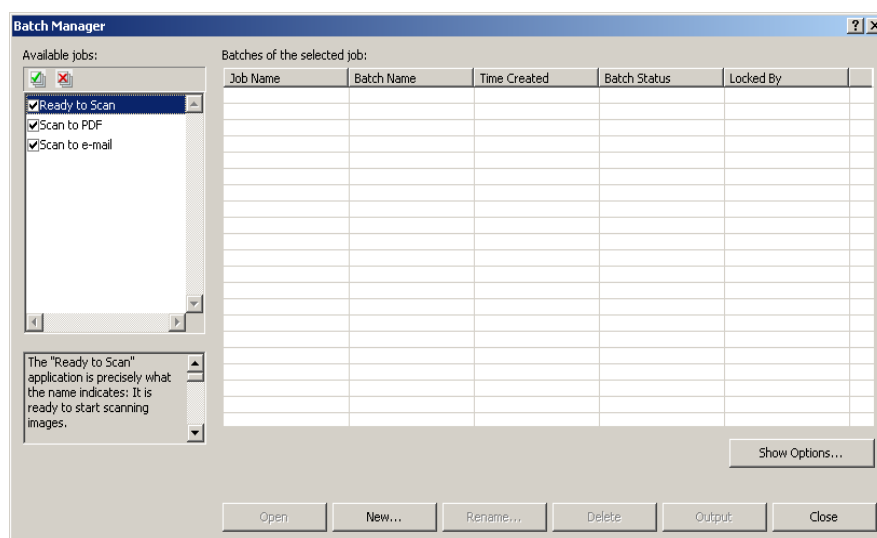 Batch Manager
Available jobs:
Batches of the selected job:
Job Name Batch Name Time Created Batch Status Locked By
Ready to Scan
Scan to PDF
Scan to e-mail
The "Ready to Scan"
application is precisely what
the name indicates: It is
ready to start scanning
images.
Show Options...
Open New... Rename... Delete Output Close